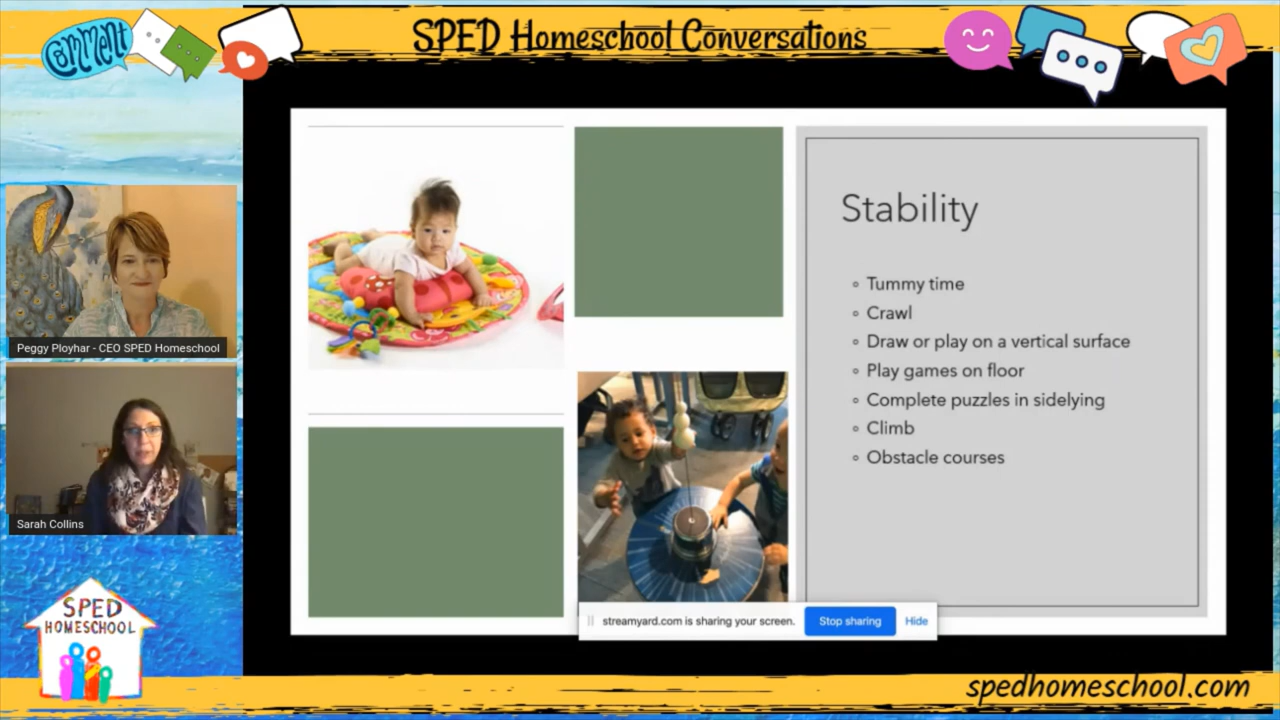 Comment
SPED Homeschool Conversations
Stability
Tummy time
Crawl
Draw or play on a vertical surface
Play games on floor
Complete puzzles in sidelying
Climb
Obstacle courses
Peggy Ployhar - CEO SPED Homeschool
Sarah Collins
streamyard.com is sharing your screen.
Stop sharing
Hide
SPED
HOMESCHOOL
spedhomeschool.com